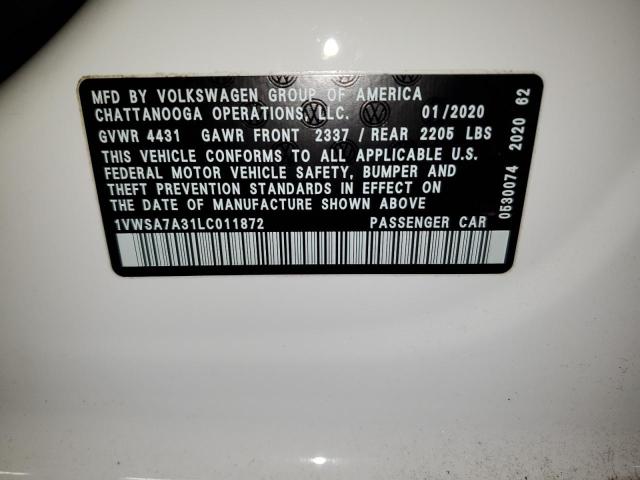 MFD BY VOLKSWAGEN GROUP OF AMERICA
CHATTANOOGA OPERATIONS, LLC. 01/2020
GVWR 4431 GAWR FRONT 2337 / REAR 2205 LBS
THIS VEHICLE CONFORMS TO ALL APPLICABLE U.S.
FEDERAL MOTOR VEHICLE SAFETY, BUMPER AND
THEFT PREVENTION STANDARDS IN EFFECT ON
THE DATE OF MANUFACTURE SHOWN ABOVE
1VWSA7A31LC011872 PASSENGER CAR
0530074 2020 62